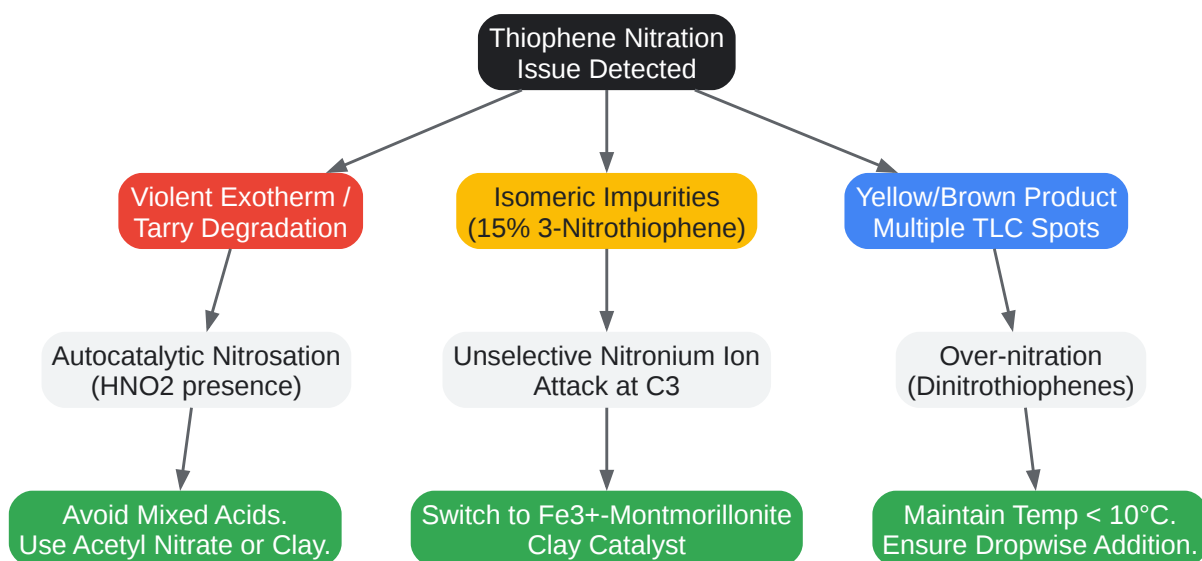 Thiophene Nitration
Issue Detected
Violent Exotherm /
Tarry Degradation
Isomeric Impurities
(15% 3-Nitrothiophene)
Yellow/Brown Product
Multiple TLC Spots
Autocatalytic Nitrosation
(HNO2 presence)
Unselective Nitronium Ion
Attack at C3
Over-nitration
(Dinitrothiophenes)
Avoid Mixed Acids.
Use Acetyl Nitrate or Clay.
Switch to Fe3+-Montmorillonite
Clay Catalyst
Maintain Temp < 10°C.
Ensure Dropwise Addition.